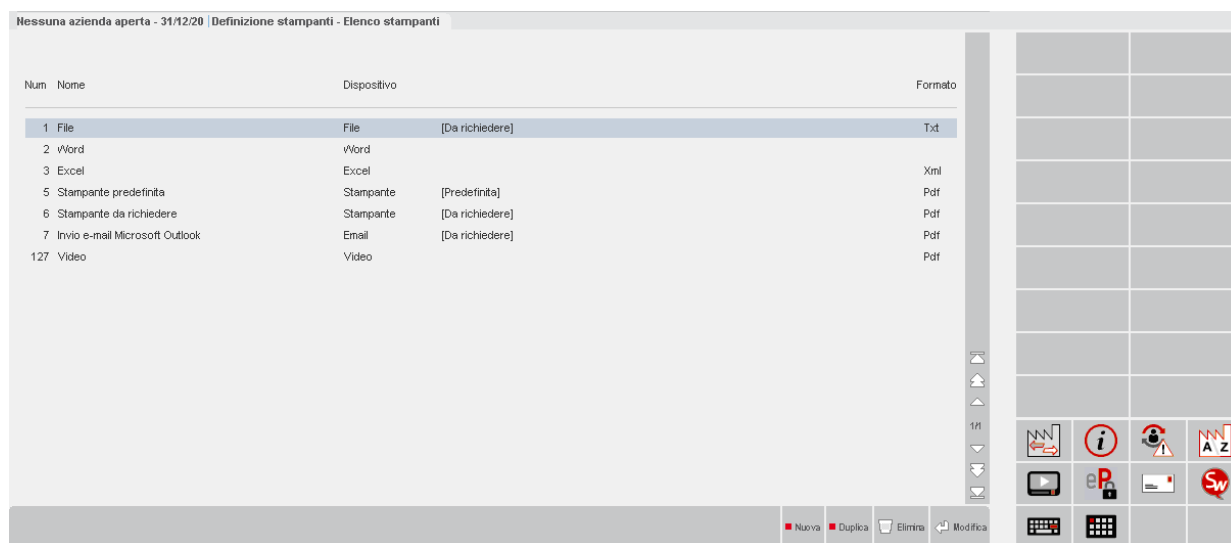 Nessuna azienda aperta - 31/12/20 Definizione stampanti - Elenco stampanti
Num Nome Dispositivo Formato
1 File File [Da richiedere] Txt
2 Word Word
3 Excel Excel Xml
5 Stampante predefinita Stampante [Predefinita] Pdf
6 Stampante da richiedere Stampante [Da richiedere] Pdf
7 Invio e-mail Microsoft Outlook Email [Da richiedere] Pdf
127 Video Video Pdf
1/1
i
A Z
eP
Sw
Nuova Duplica Elimina Modifica